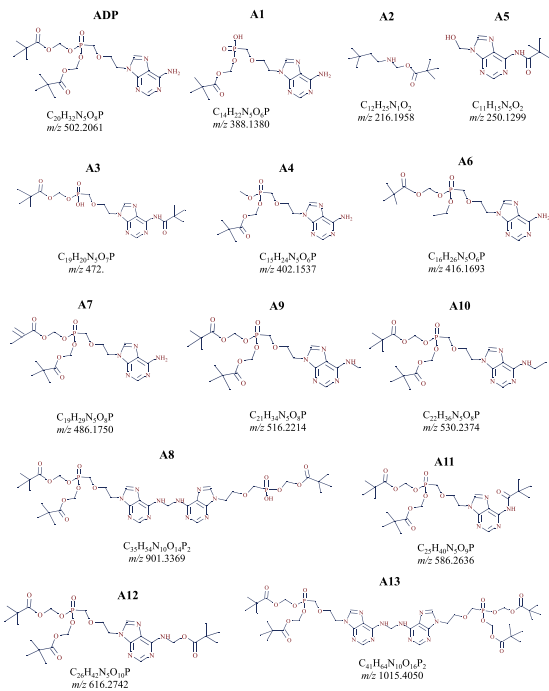 ADP
A1
A2
A5
C₂₀H₃₂N₅O₈P
m/z 502.2061
C₁₄H₂₂N₅O₆P
m/z 388.1380
C₁₂H₂₅N₁O₂
m/z 216.1958
C₁₁H₁₅N₅O₂
m/z 250.1299
A3
A4
A6
C₁₉H₂₀N₅O₇P
m/z 472.
C₁₅H₂₄N₅O₆P
m/z 402.1537
C₁₆H₂₆N₅O₆P
m/z 416.1693
A7
A9
A10
C₁₉H₂₉N₅O₈P
m/z 486.1750
C₂₁H₃₄N₅O₈P
m/z 516.2214
C₂₂H₃₆N₅O₈P
m/z 530.2374
A8
A11
C₃₅H₅₄N₁₀O₁₄P₂
m/z 901.3369
C₂₅H₄₀N₅O₉P
m/z 586.2636
A12
A13
C₂₆H₄₂N₅O₁₀P
m/z 616.2742
C₄₁H₆₄N₁₀O₁₆P₂
m/z 1015.4050